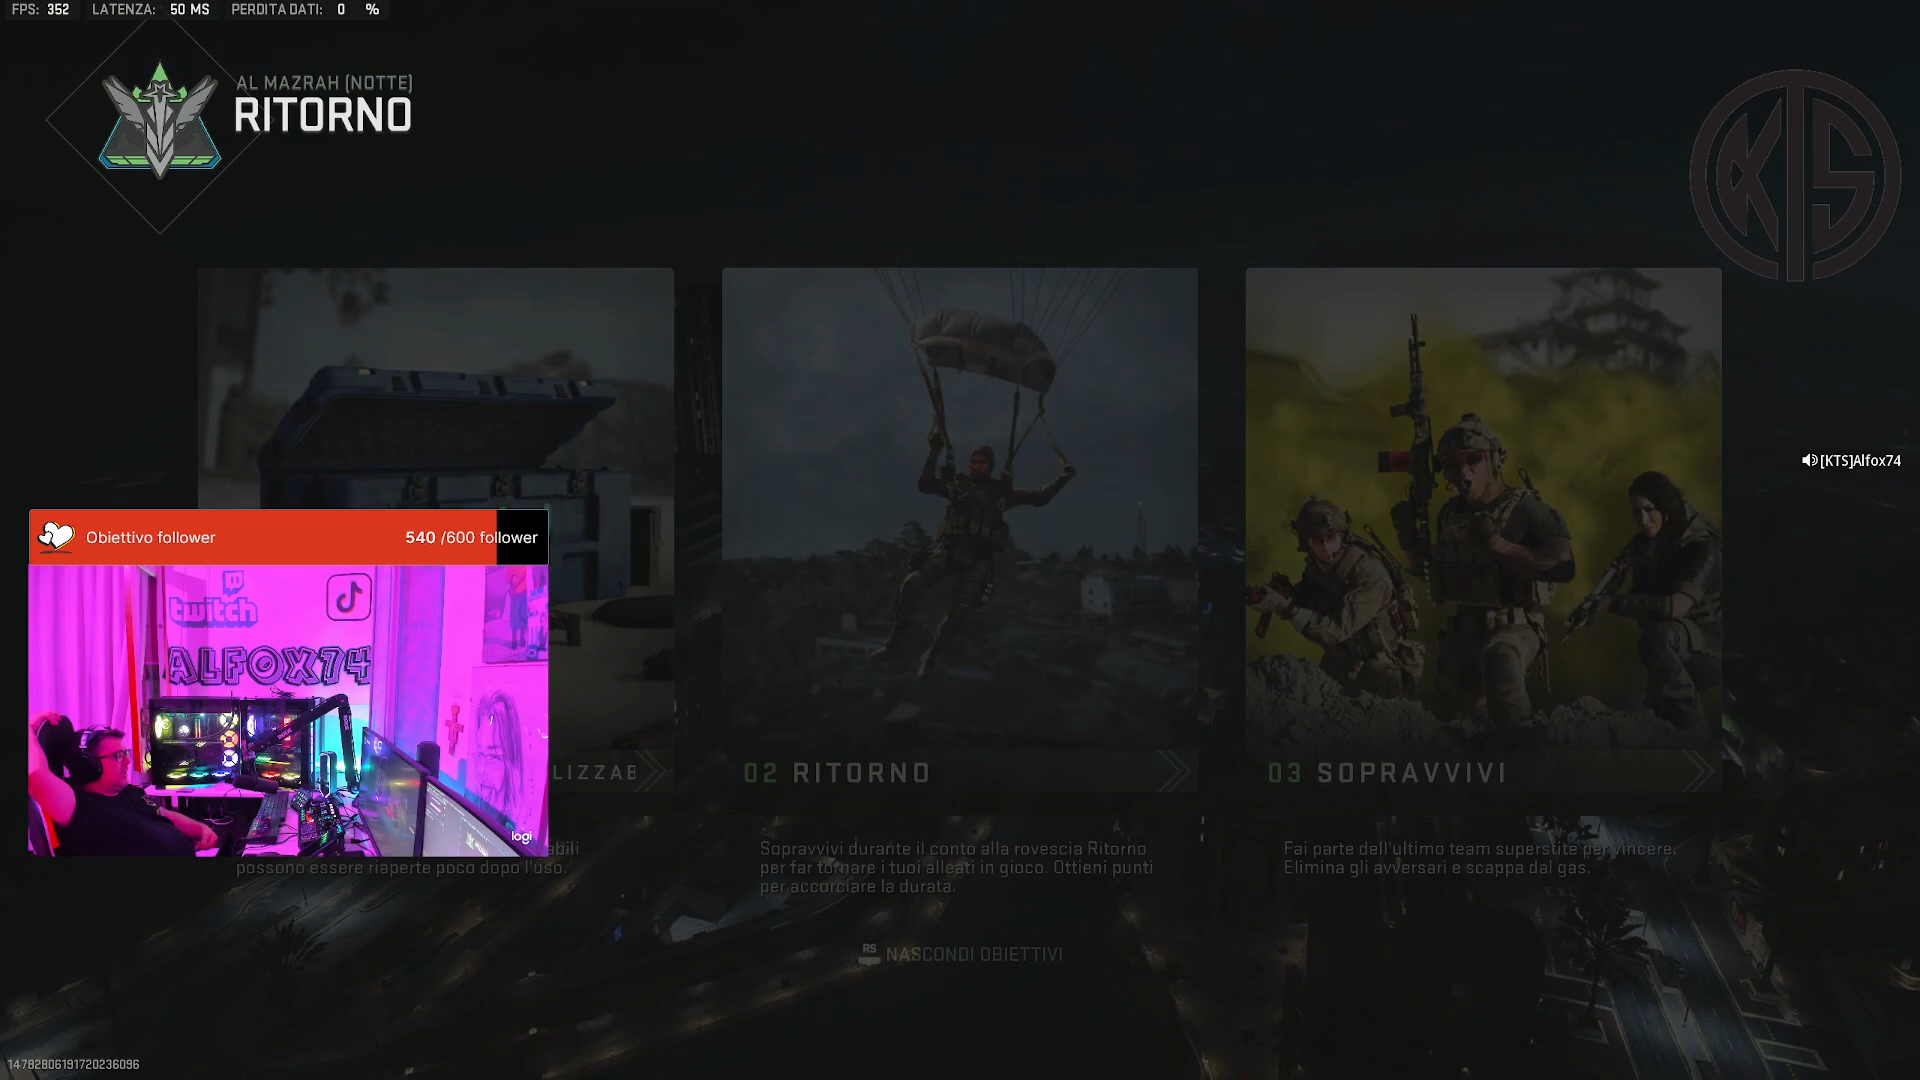 FPS: 352 LATENZA: 50 MS PERDITA DATI: 0 %
AL MAZRAH (NOTTE)
RITORNO
KTS
[KTS]Alfox74
Obiettivo follower 540 /600 follower
twitch
ALFOX74
logi
LIZZAB
02 RITORNO
03 SOPRAVVIVI
abili
possono essere riaperte poco dopo l'uso.
Sopravvivi durante il conto alla rovescia Ritorno
per far tornare i tuoi alleati in gioco. Ottieni punti
per accorciare la durata.
Fai parte dell'ultimo team superstite per vincere.
Elimina gli avversari e scappa dal gas.
RS NASCONDI OBIETTIVI
14782806191720236096